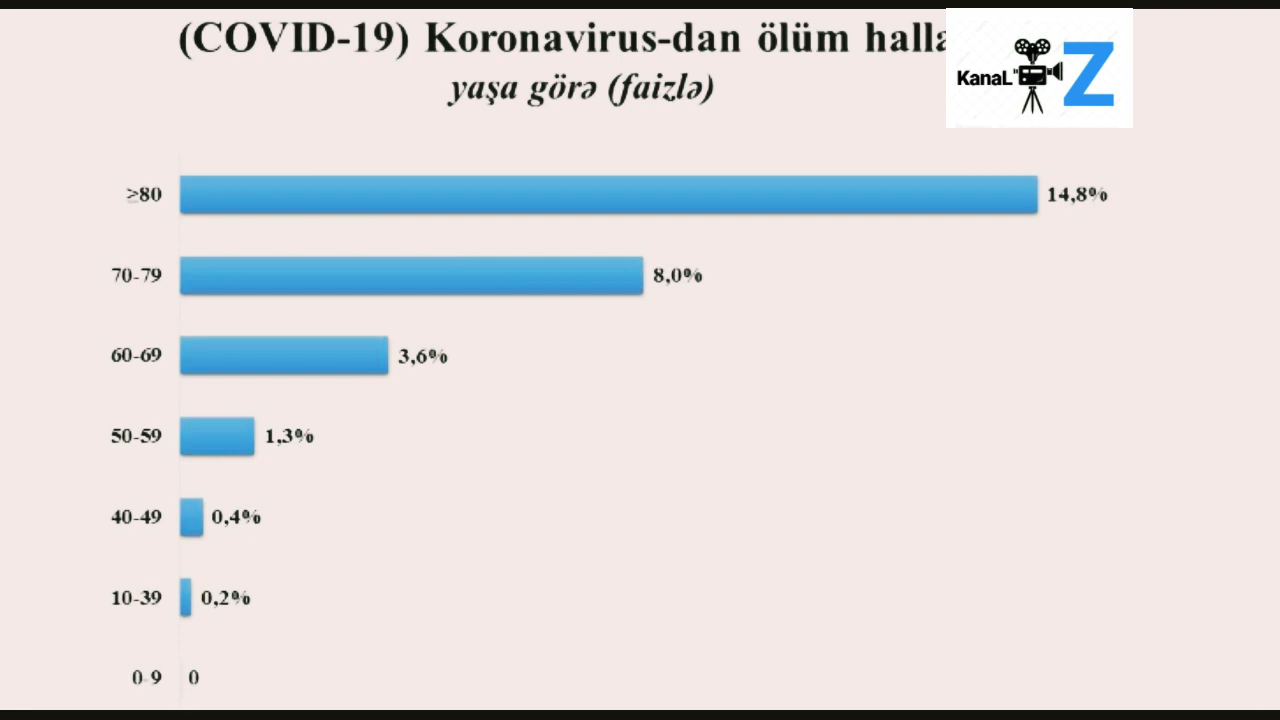 (COVID-19) Koronavirus-dan ölüm
yaşa görə (faizlə)
KanaL" Z
≥80 14,8%
70-79 8,0%
60-69 3,6%
50-59 1,3%
40-49 0,4%
10-39 0,2%
0-9 0